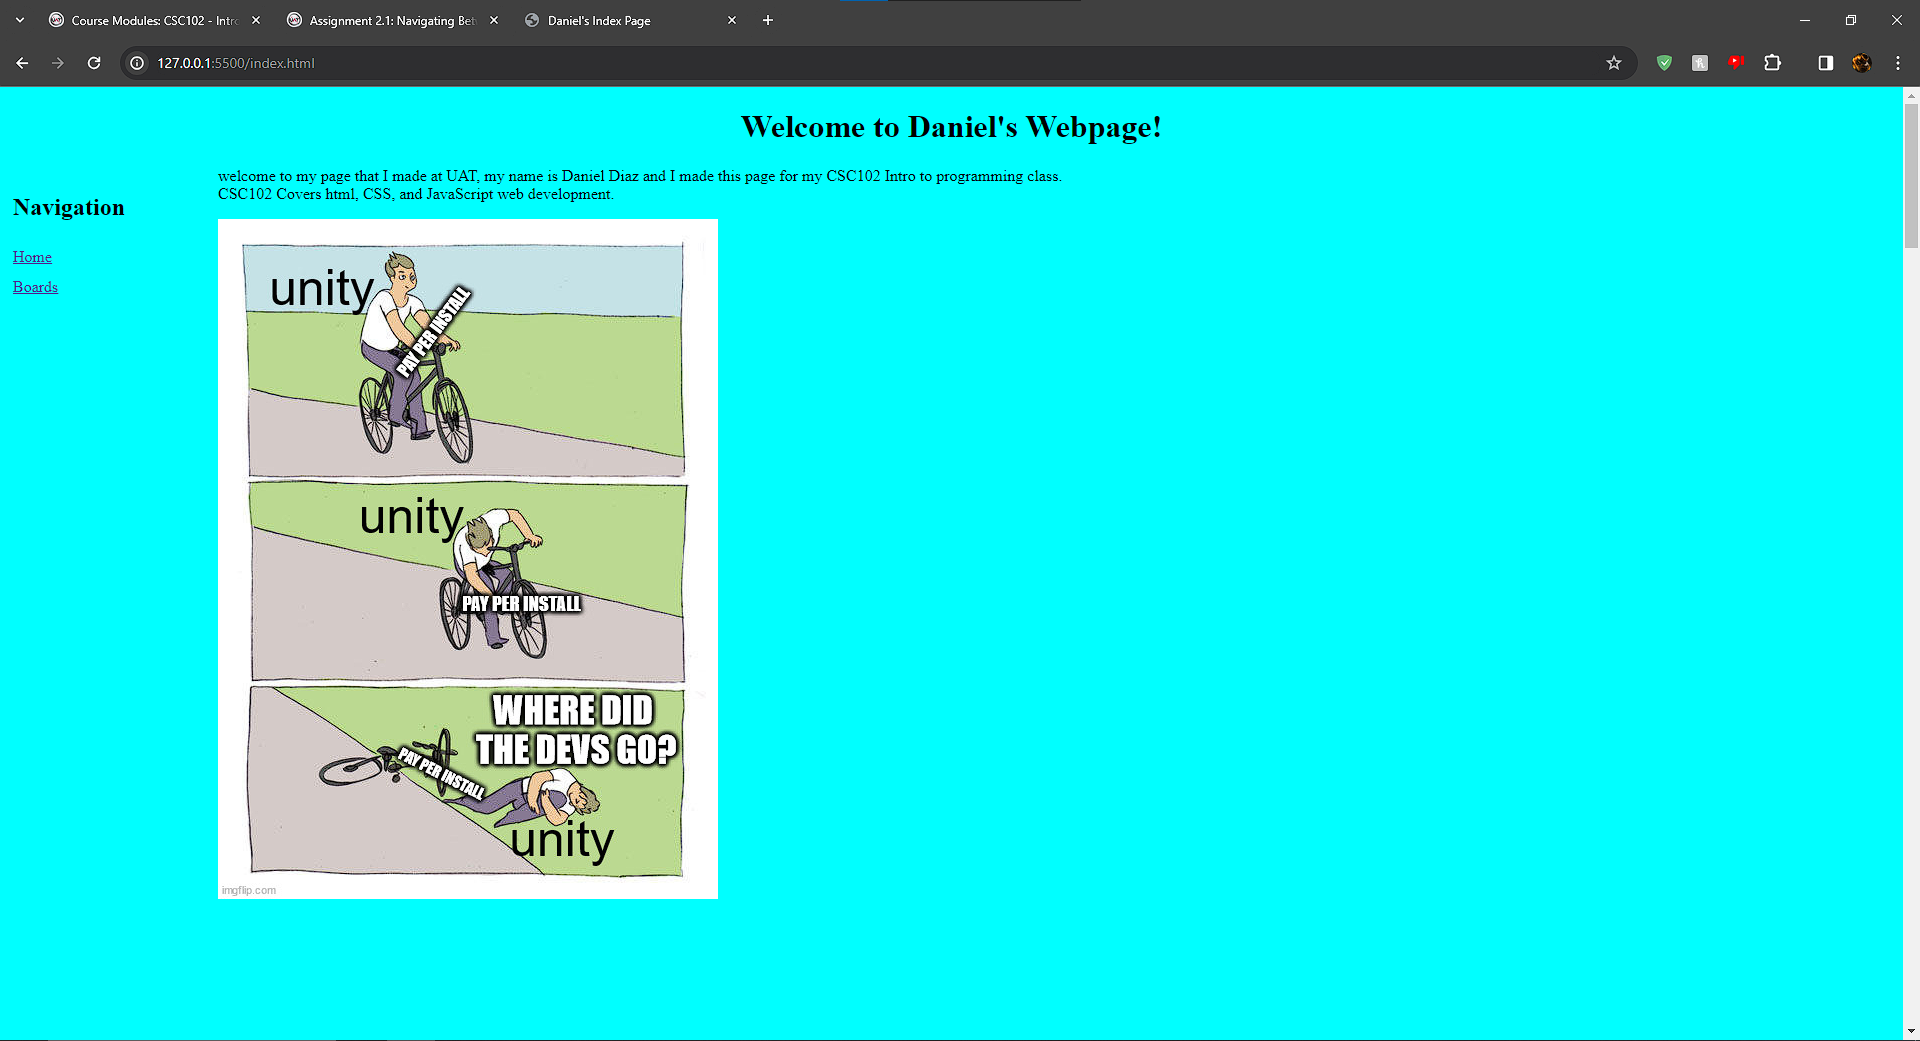 Course Modules: CSC102 - Intro
Assignment 2.1: Navigating Bet
Daniel's Index Page
127.0.0.1:5500/index.html
Welcome to Daniel's Webpage!
welcome to my page that I made at UAT, my name is Daniel Diaz and I made this page for my CSC102 Intro to programming class.
CSC102 Covers html, CSS, and JavaScript web development.
Navigation
Home
Boards
unity
PAY PER INSTALL
unity
PAY PER INSTALL
WHERE DID
THE DEVS GO?
PAY PER INSTALL
unity
imgflip.com